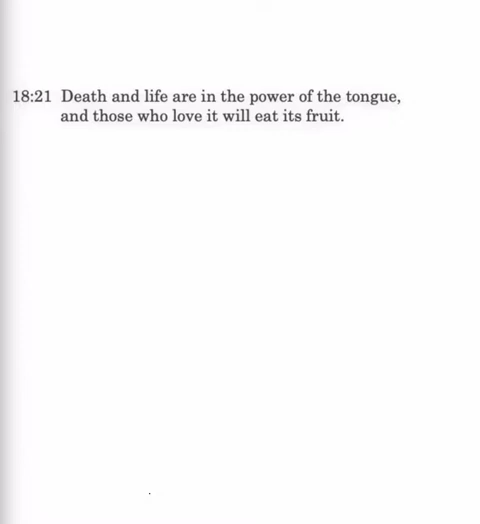 18:21 Death and life are in the power of the tongue,
and those who love it will eat its fruit.